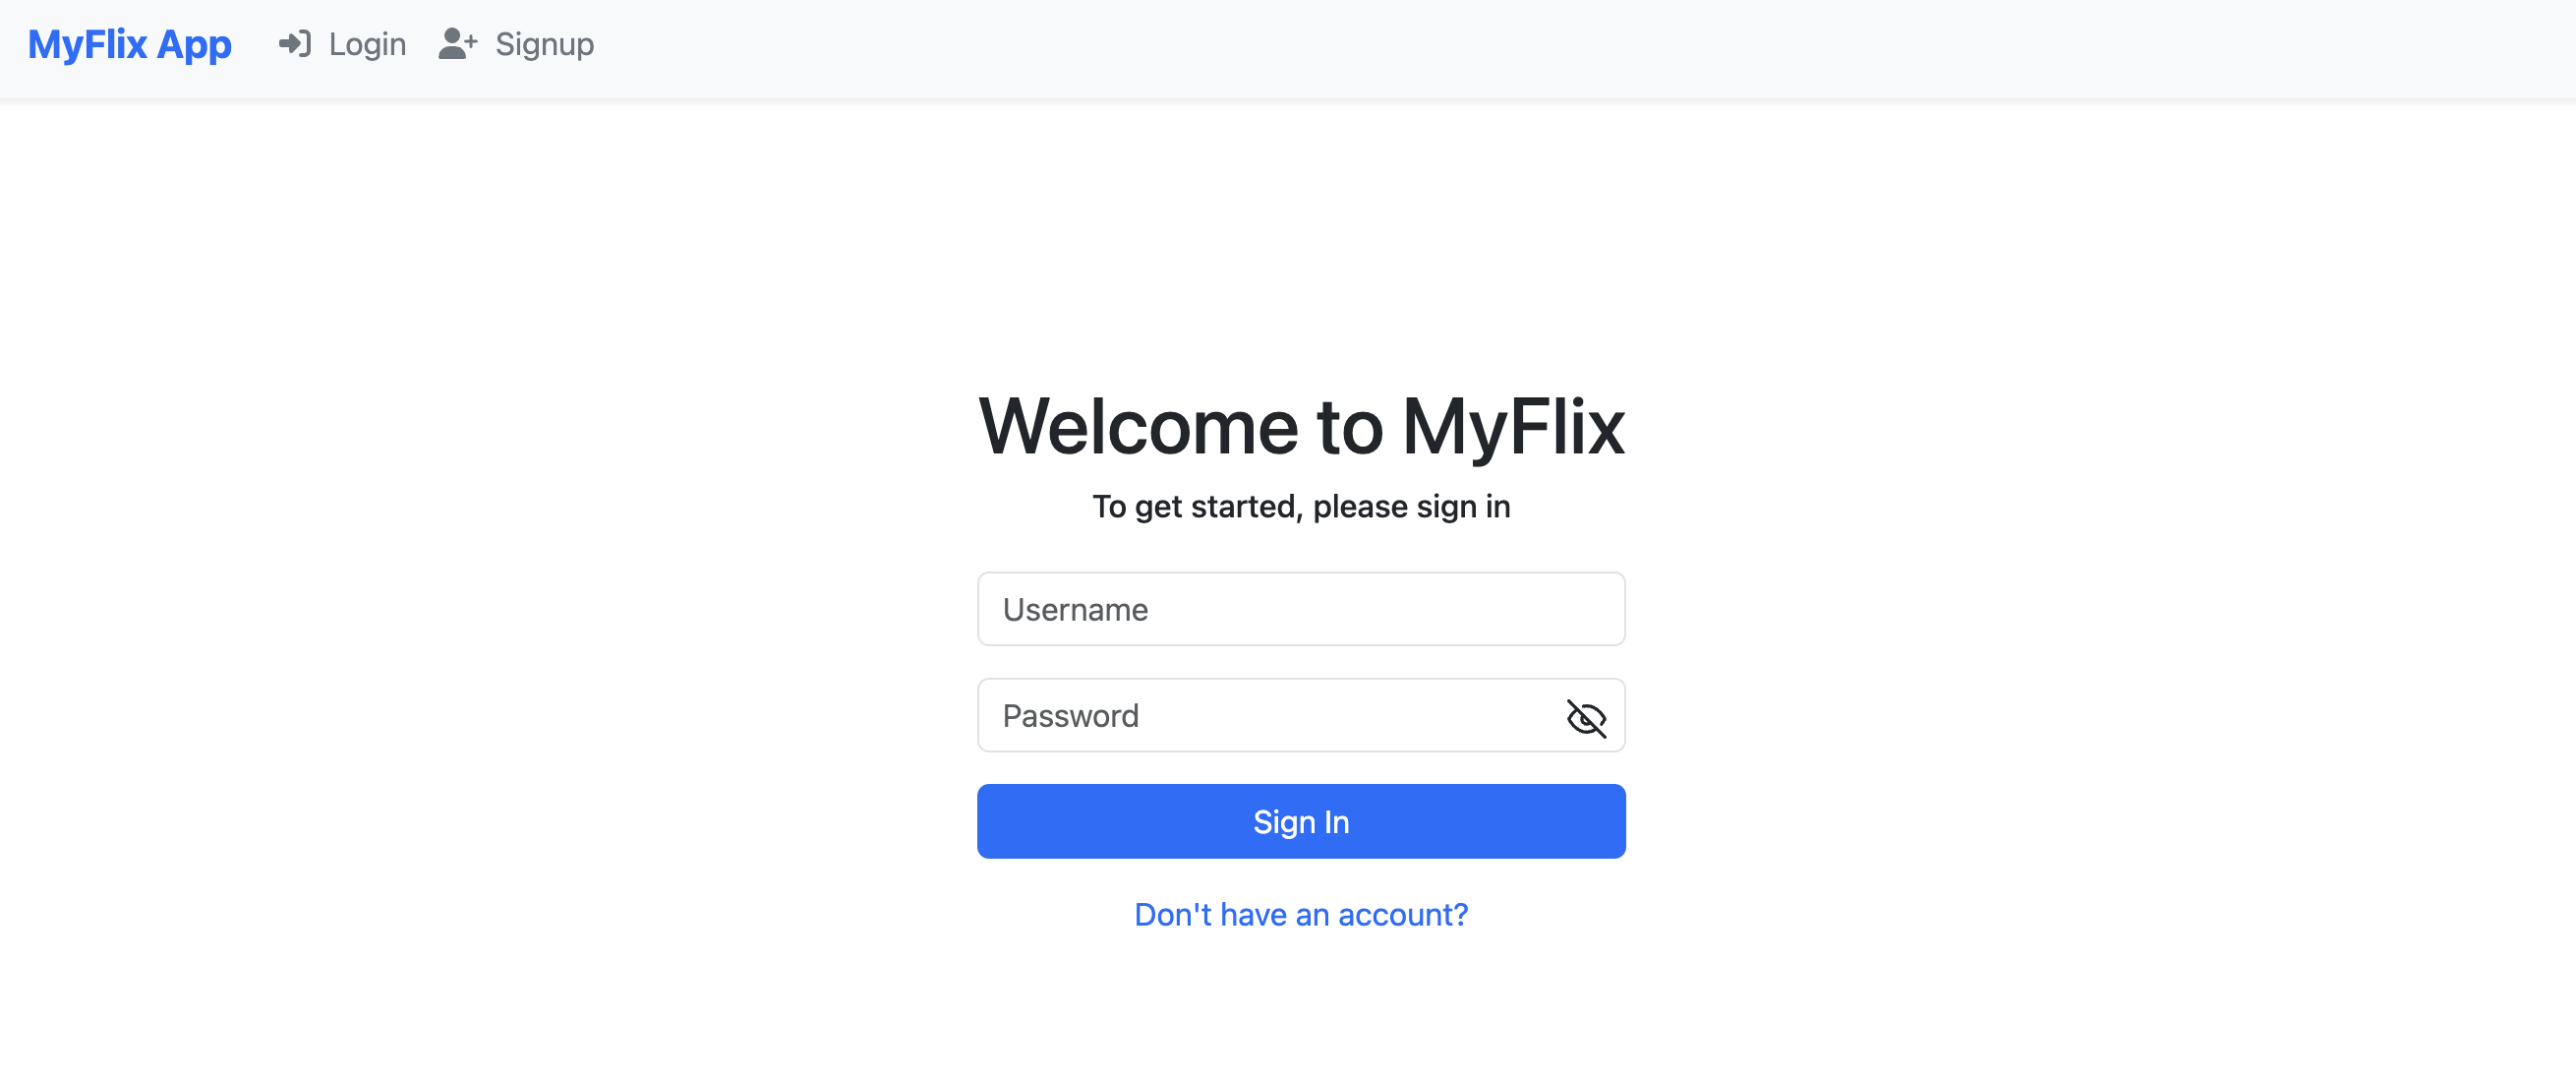 MyFlix App Login Signup
Welcome to MyFlix
To get started, please sign in
Username
Password
Sign In
Don't have an account?